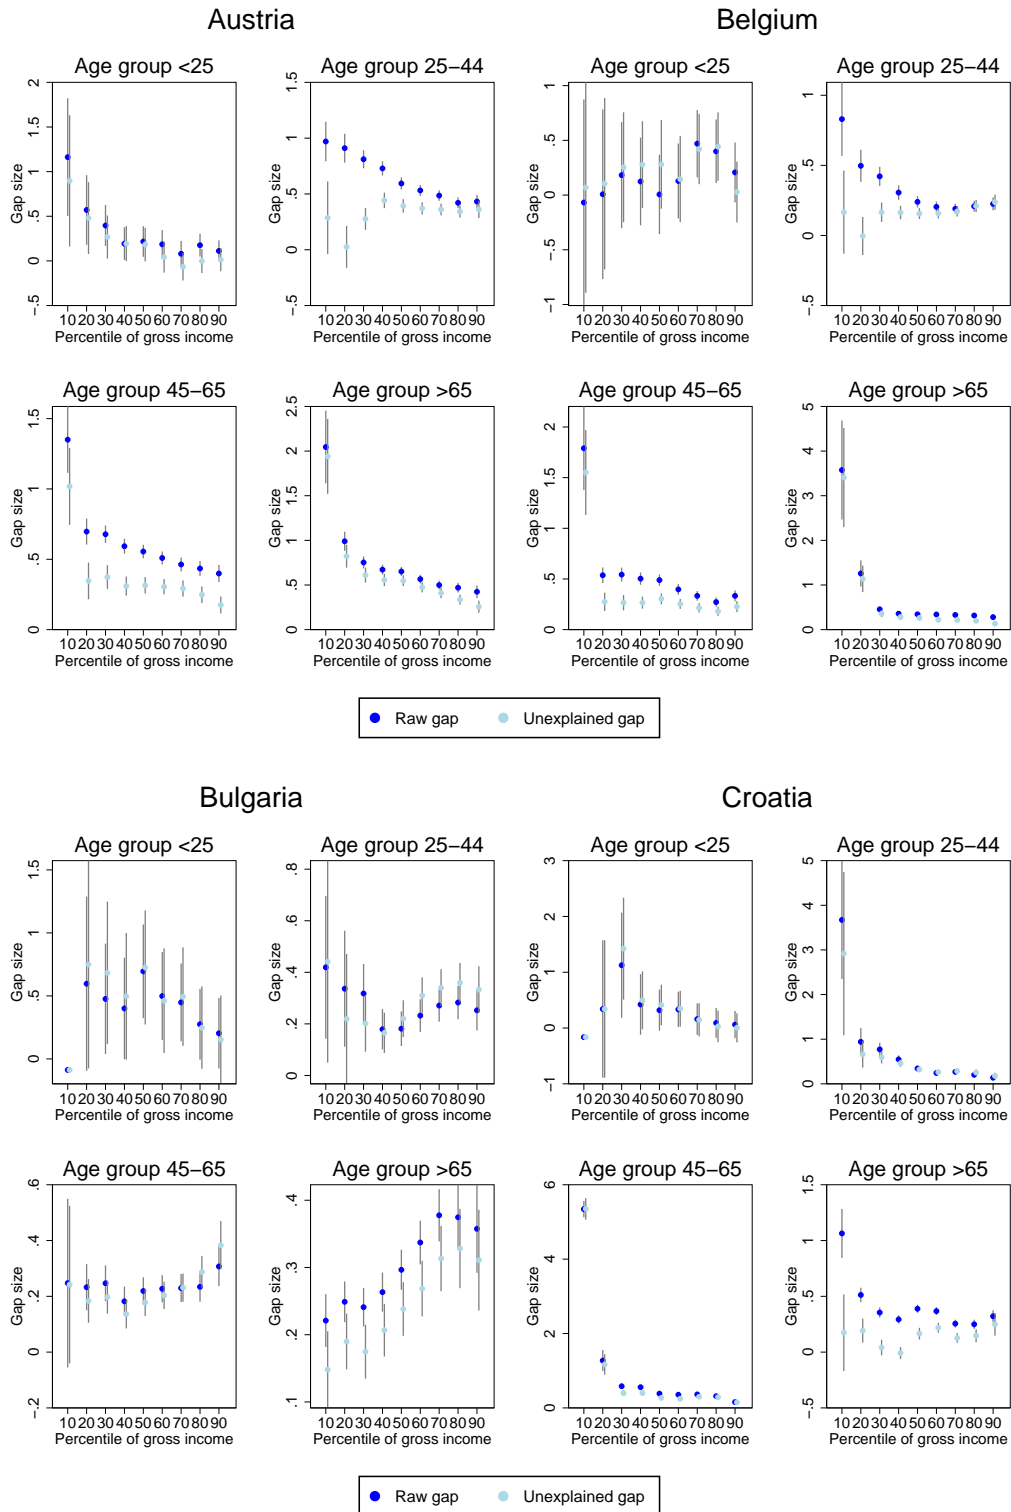 Austria
Belgium
Age group <25
Gap size
−.5 0 .5 1 1.5 2
10 20 30 40 50 60 70 80 90
Percentile of gross income
Age group 25−44
Gap size
−.5 0 .5 1 1.5
10 20 30 40 50 60 70 80 90
Percentile of gross income
Age group <25
Gap size
−1 −.5 0 .5 1
10 20 30 40 50 60 70 80 90
Percentile of gross income
Age group 25−44
Gap size
−.5 0 .5 1
10 20 30 40 50 60 70 80 90
Percentile of gross income
Age group 45−65
Gap size
0 .5 1 1.5
10 20 30 40 50 60 70 80 90
Percentile of gross income
Age group >65
Gap size
0 .5 1 1.5 2 2.5
10 20 30 40 50 60 70 80 90
Percentile of gross income
Age group 45−65
Gap size
0 .5 1 1.5 2
10 20 30 40 50 60 70 80 90
Percentile of gross income
Age group >65
Gap size
0 1 2 3 4 5
10 20 30 40 50 60 70 80 90
Percentile of gross income
Raw gap Unexplained gap
Bulgaria
Croatia
Age group <25
Gap size
0 .5 1 1.5
10 20 30 40 50 60 70 80 90
Percentile of gross income
Age group 25−44
Gap size
0 .2 .4 .6 .8
10 20 30 40 50 60 70 80 90
Percentile of gross income
Age group <25
Gap size
−1 0 1 2 3
10 20 30 40 50 60 70 80 90
Percentile of gross income
Age group 25−44
Gap size
0 1 2 3 4 5
10 20 30 40 50 60 70 80 90
Percentile of gross income
Age group 45−65
Gap size
−.2 0 .2 .4 .6
10 20 30 40 50 60 70 80 90
Percentile of gross income
Age group >65
Gap size
.1 .2 .3 .4
10 20 30 40 50 60 70 80 90
Percentile of gross income
Age group 45−65
Gap size
0 2 4 6
10 20 30 40 50 60 70 80 90
Percentile of gross income
Age group >65
Gap size
−.5 0 .5 1 1.5
10 20 30 40 50 60 70 80 90
Percentile of gross income
Raw gap Unexplained gap